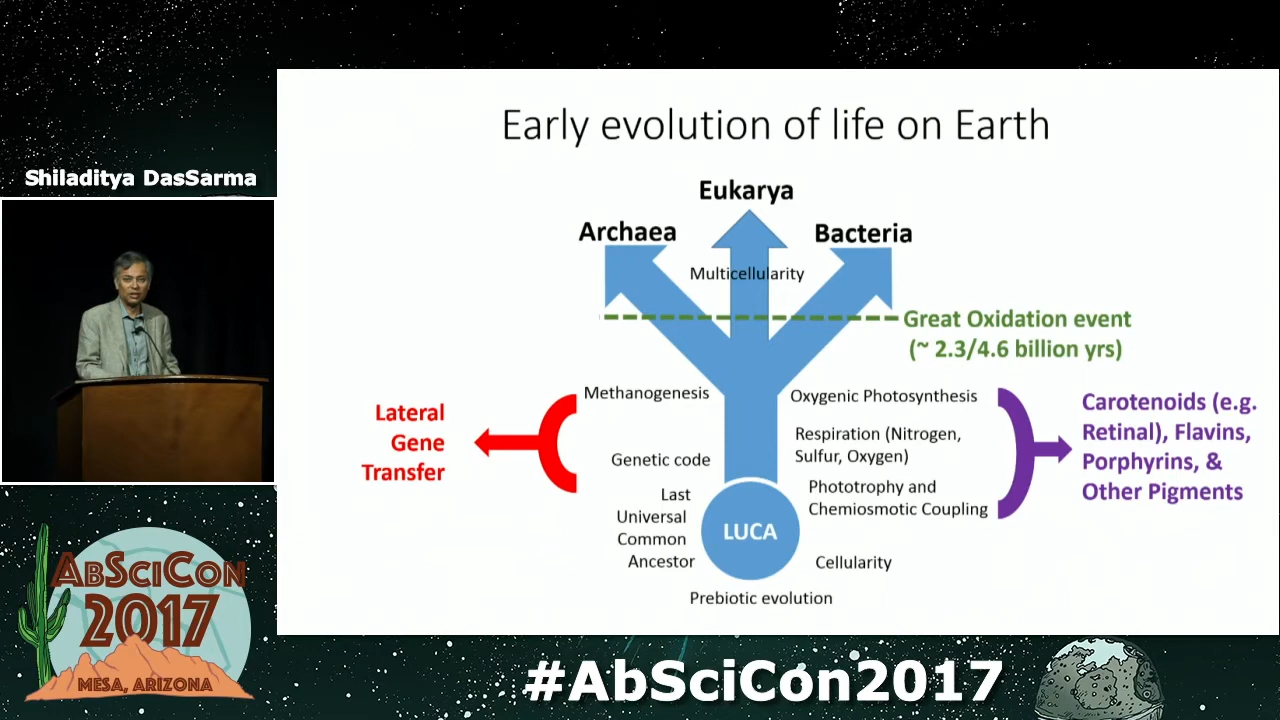 Early evolution of life on Earth
Shiladitya DasSarma
Eukarya
Archaea
Bacteria
Multicellularity
Great Oxidation event
(~ 2.3/4.6 billion yrs)
Methanogenesis
Oxygenic Photosynthesis
Lateral
Gene
Transfer
Carotenoids (e.g.
Retinal), Flavins,
Porphyrins, &
Other Pigments
Respiration (Nitrogen,
Sulfur, Oxygen)
Genetic code
Phototrophy and
Chemiosmotic Coupling
Last
Universal
Common
Ancestor
LUCA
Cellularity
Prebiotic evolution
AbSciCon
2017
MESA, ARIZONA
#AbSciCon2017